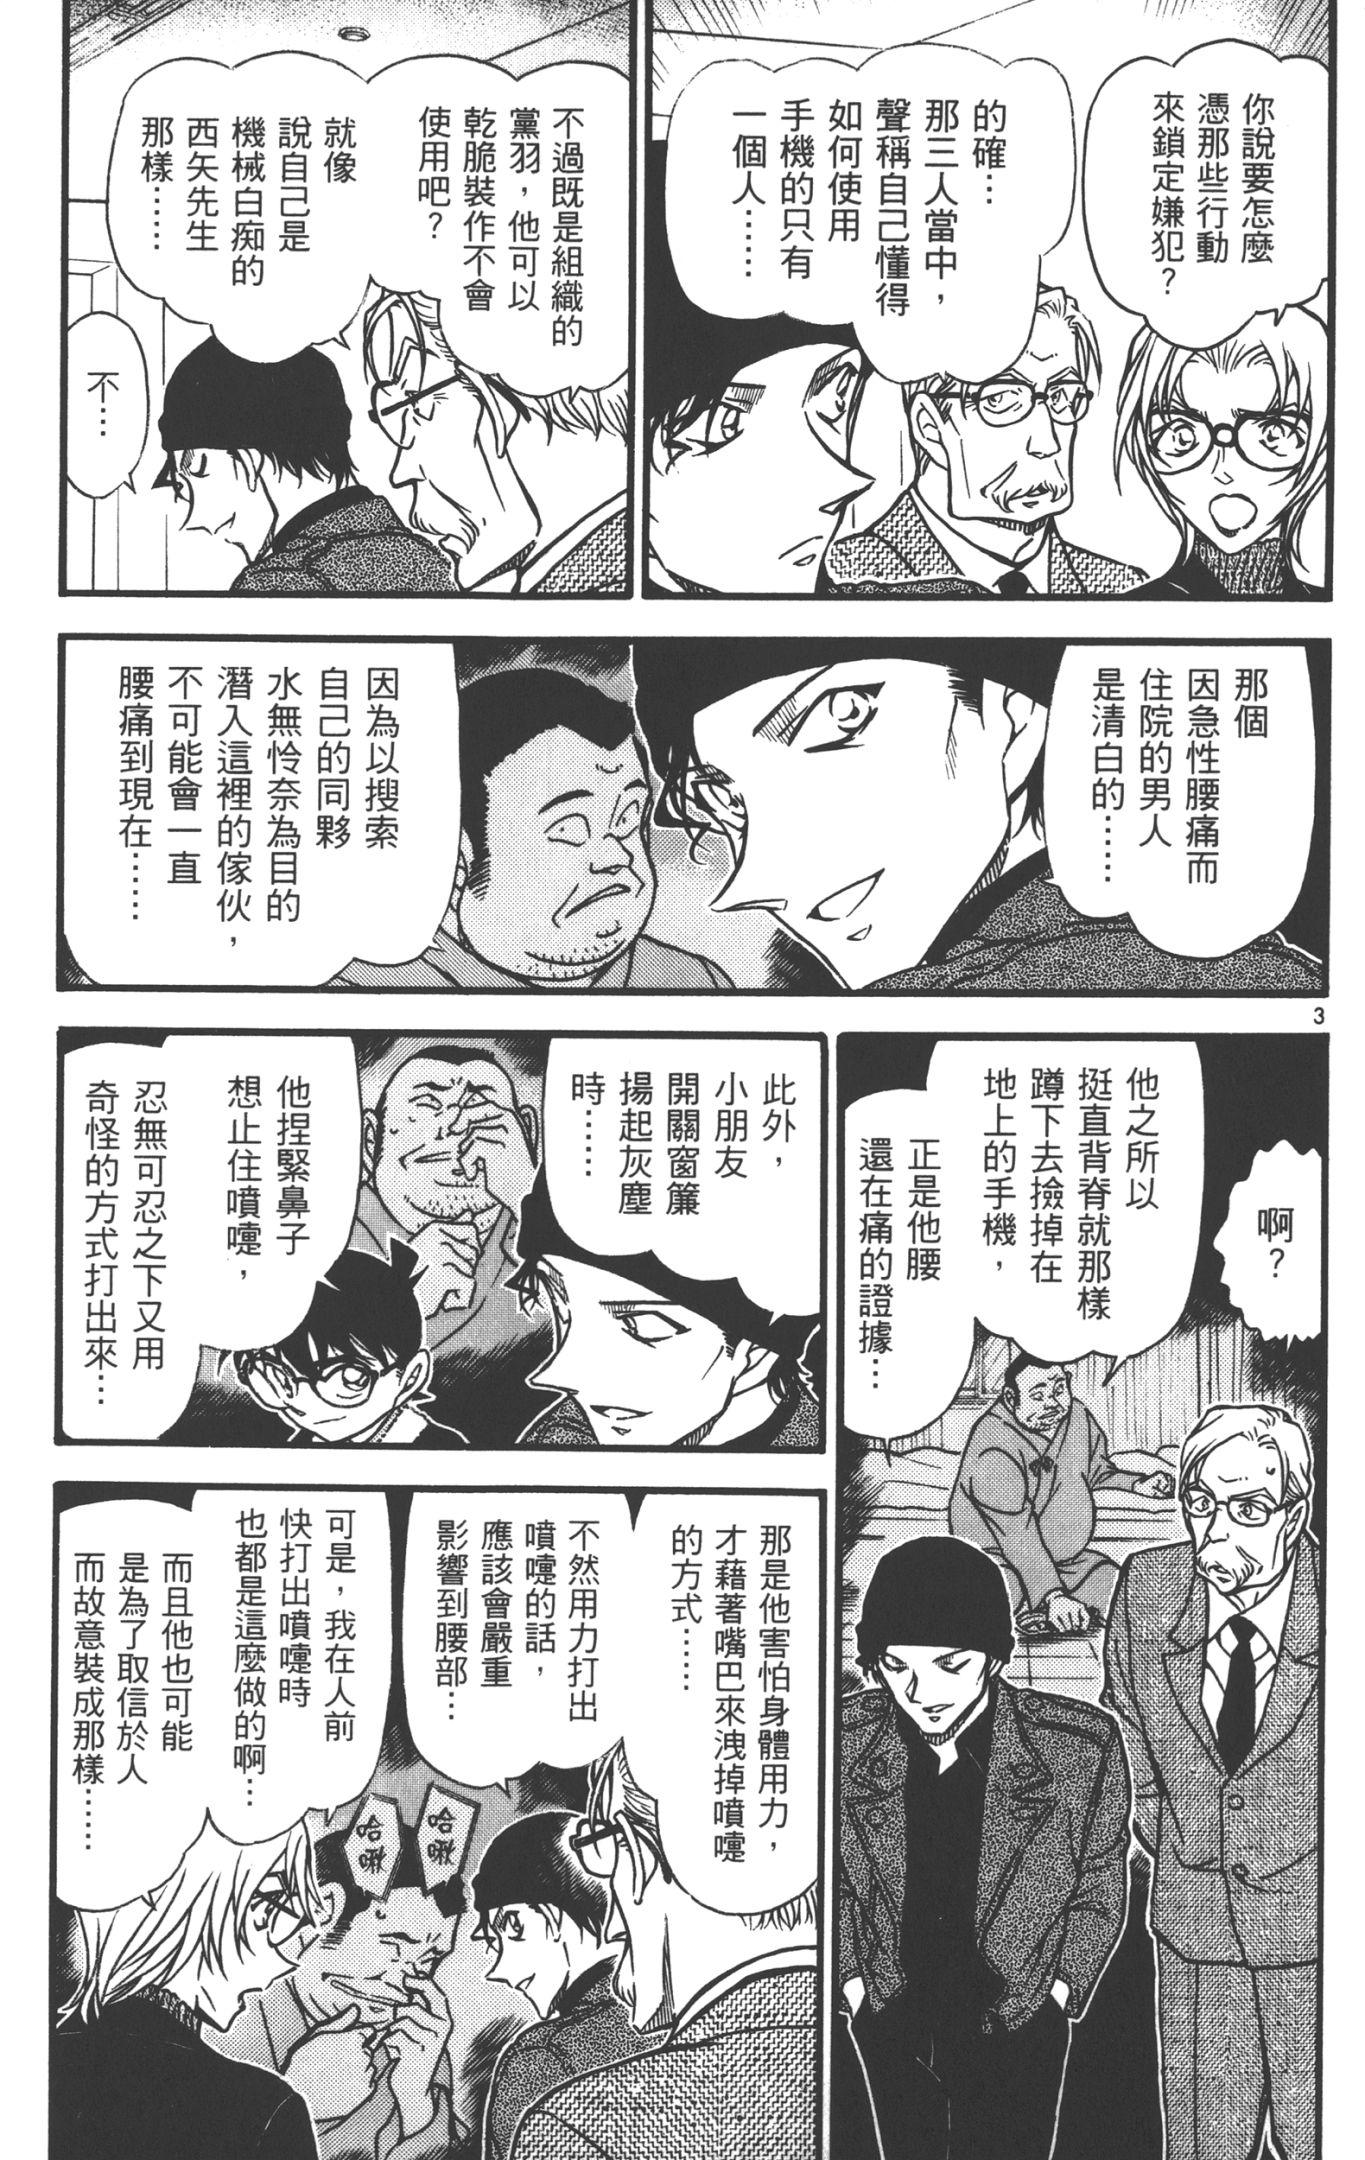 你說要怎麼
憑那些行動
來鎖定嫌犯？
的確…
那三人當中，
聲稱自己懂得
如何使用
手機的只有
一個人……
不過既是組織的
黨羽，他可以
乾脆裝作不會
使用吧？
就像
說自己是
機械白痴的
西矢先生
那樣……
不…
那個
因急性腰痛而
住院的男人
是清白的……
因為以搜索
自己的同夥
水無怜奈為目的
潛入這裡的傢伙，
不可能會一直
腰痛到現在……
3
啊？
他之所以
挺直背脊就那樣
蹲下去撿掉在
地上的手機，
正是他腰
還在痛的證據…
此外，
小朋友
開關窗簾
揚起灰塵
時……
他捏緊鼻子
想止住噴嚏，
忍無可忍之下又用
奇怪的方式打出來…
那是他害怕身體用力，
才藉著嘴巴來洩掉噴嚏
的方式……
不然用力打出
噴嚏的話，
應該會嚴重
影響到腰部…
哈啾
哈啾
可是，我在人前
快打出噴嚏時
也都是這麼做的啊…
而且他也可能
是為了取信於人
而故意裝成那樣……